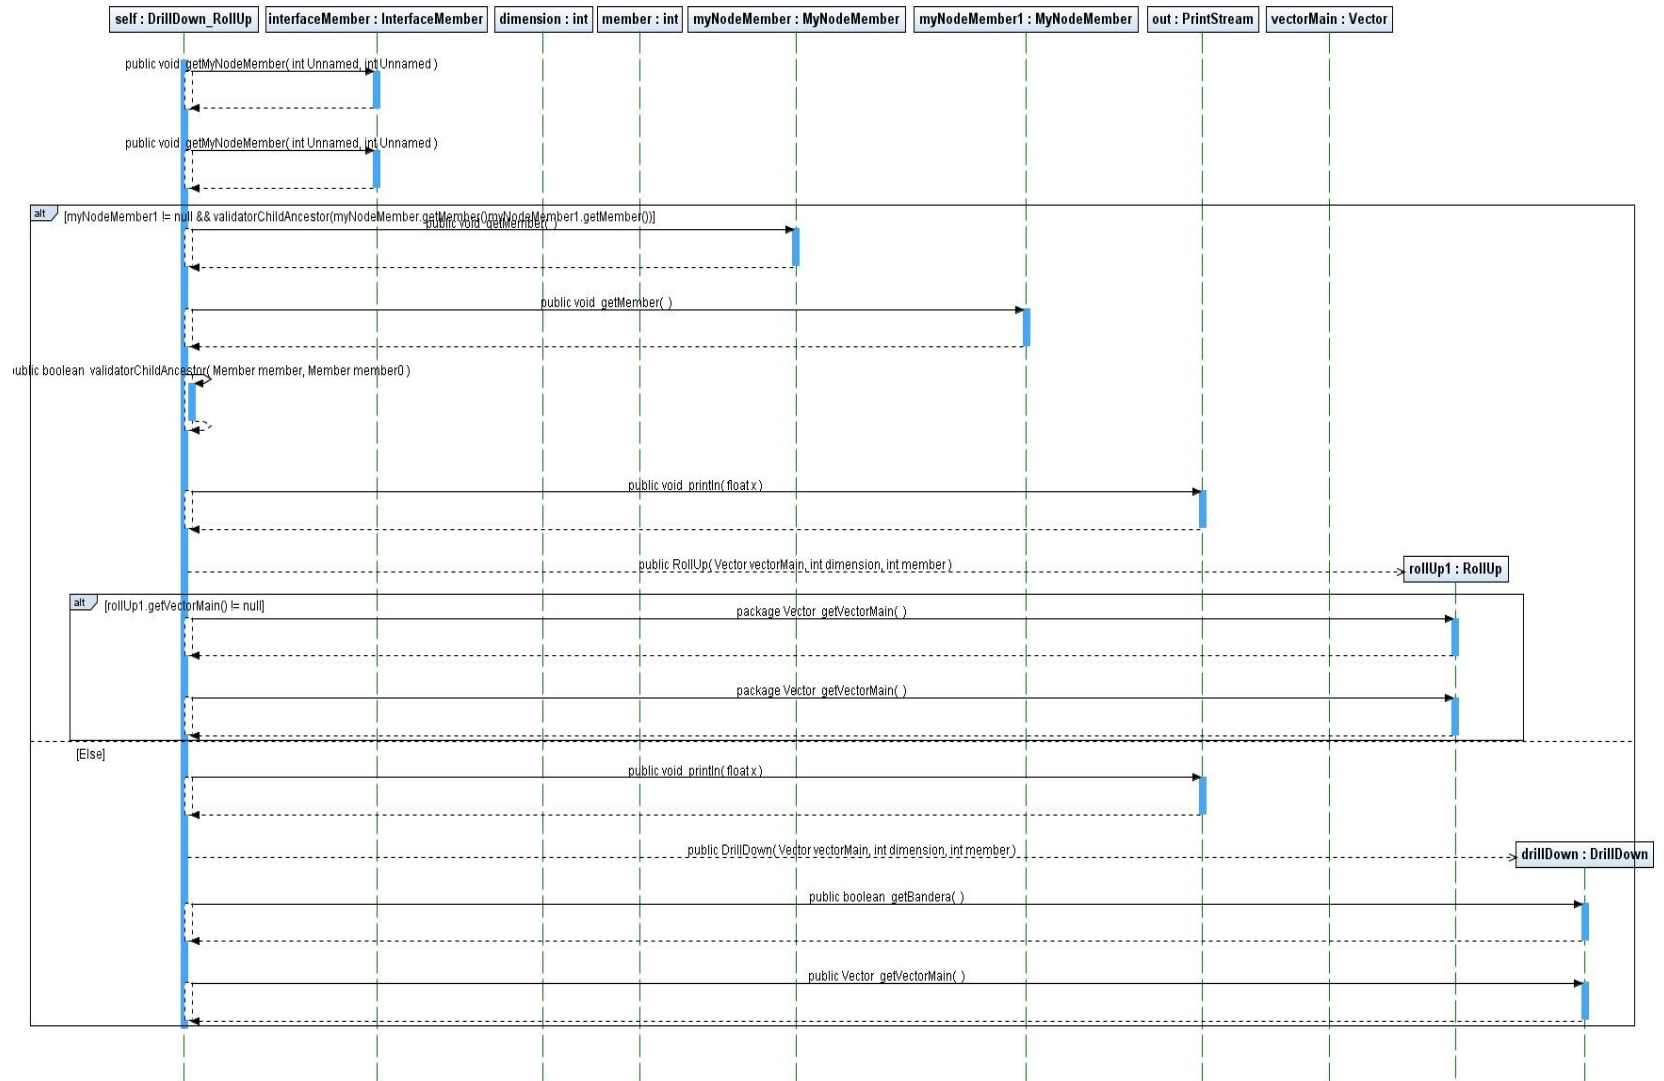 self : DrillDown_RollUp
interfaceMember : InterfaceMember
dimension : int
member : int
myNodeMember : MyNodeMember
myNodeMember1 : MyNodeMember
out : PrintStream
vectorMain : Vector
public void getMyNodeMember( int Unnamed, int Unnamed )
public void getMyNodeMember( int Unnamed, int Unnamed )
alt
[myNodeMember1 != null && validatorChildAncestor(myNodeMember.getMember()myNodeMember1.getMember())]
public void getMember( )
public void getMember( )
ublic boolean validatorChildAncestor( Member member, Member member0 )
public void println( float x )
public RollUp( Vector vectorMain, int dimension, int member )
rollUp1 : RollUp
alt
[rollUp1.getVectorMain() != null]
package Vector getVectorMain( )
package Vector getVectorMain( )
[Else]
public void println( float x )
public DrillDown( Vector vectorMain, int dimension, int member )
drillDown : DrillDown
public boolean getBandera( )
public Vector getVectorMain( )